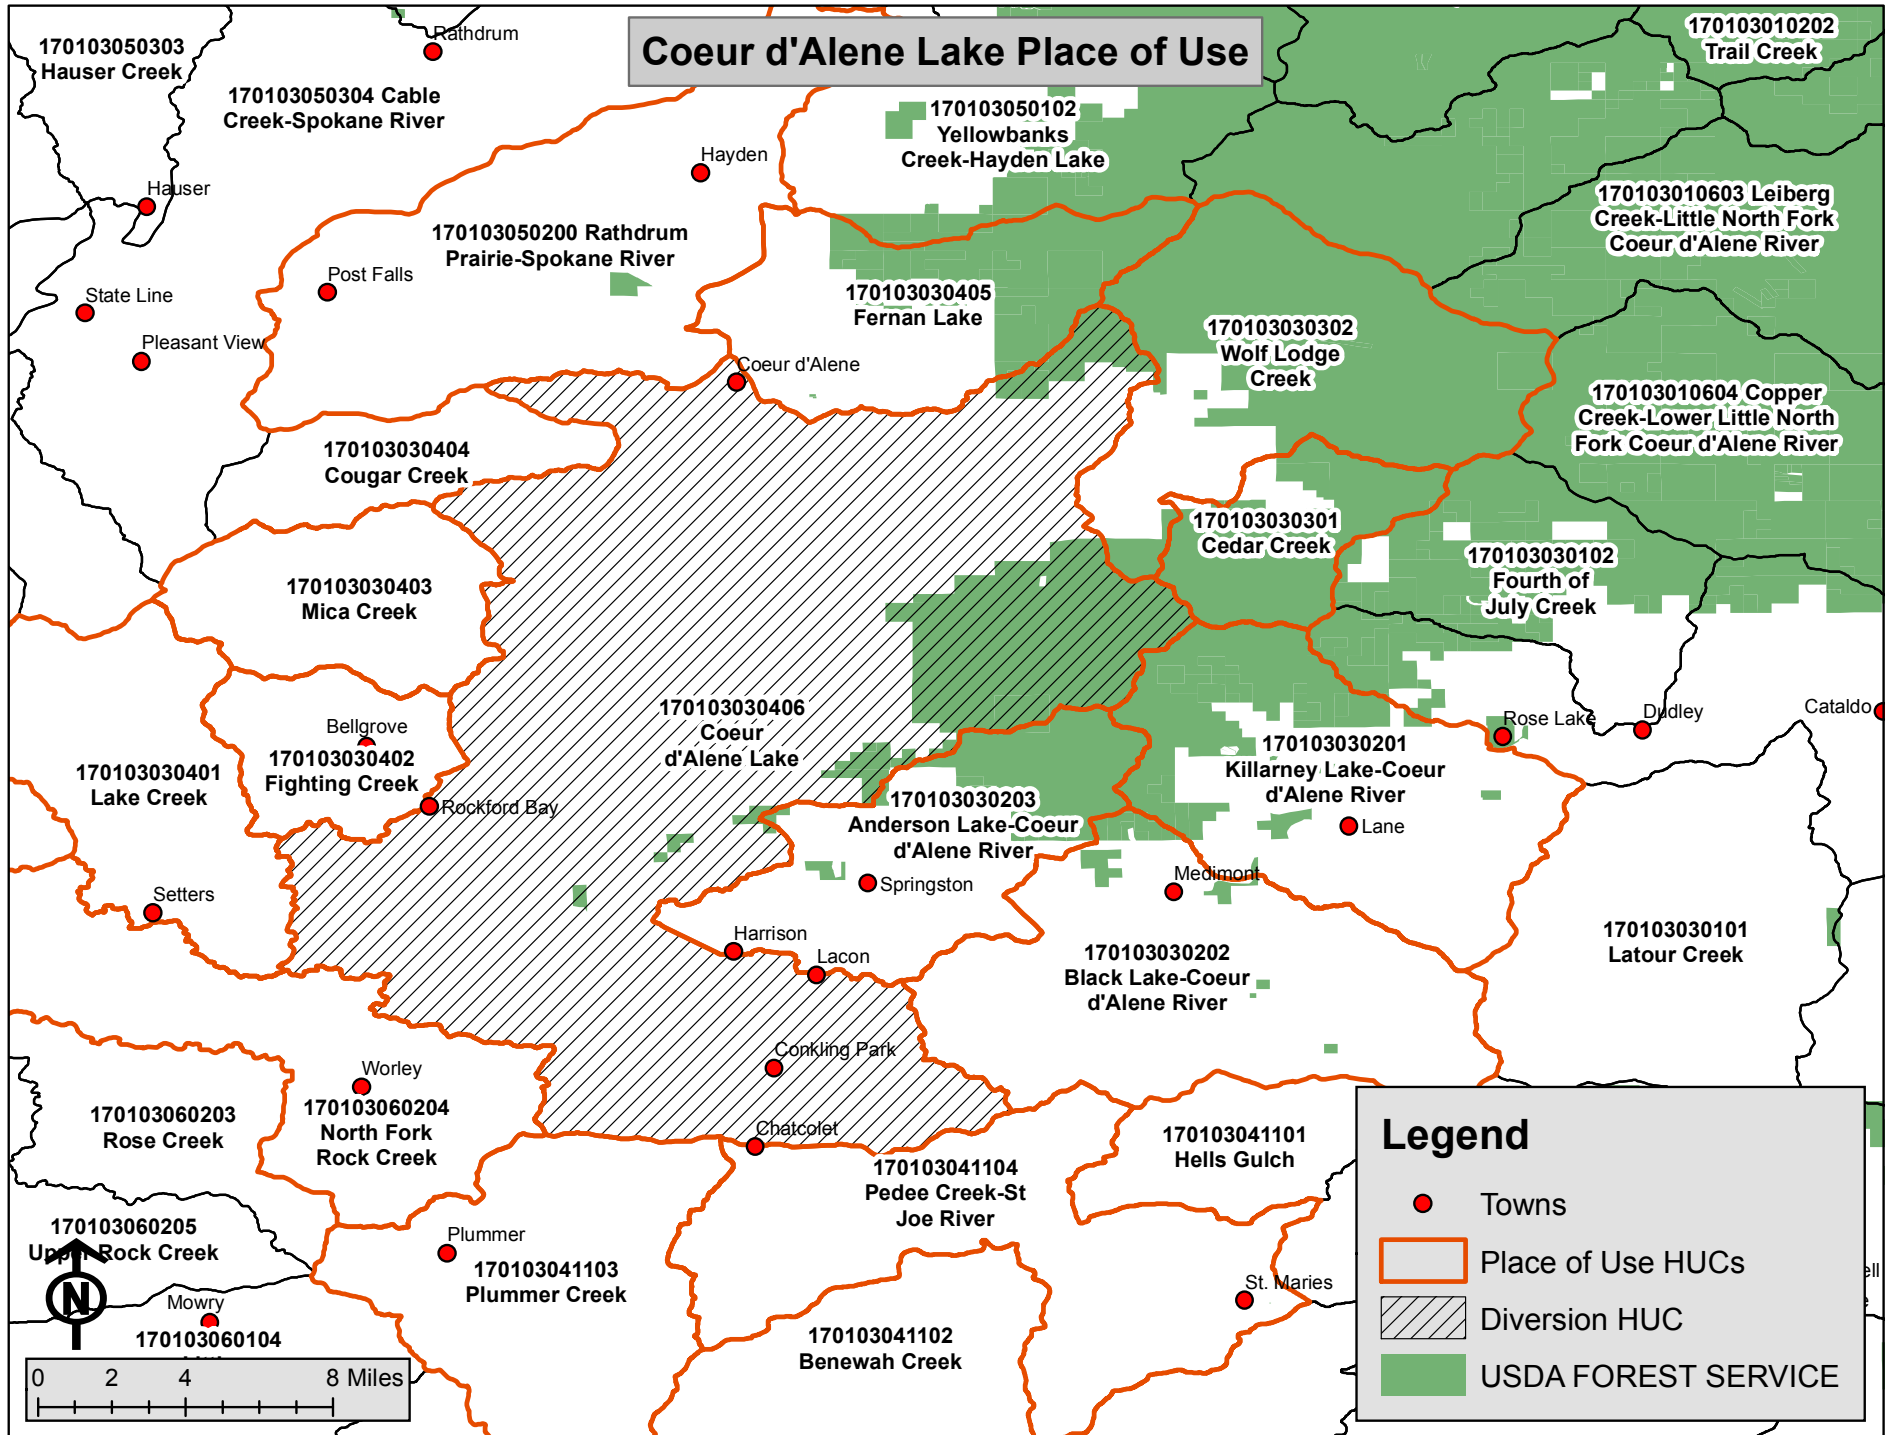 Coeur d'Alene Lake Place of Use
170103050303
Hauser Creek
Rathdrum
170103050304 Cable
Creek-Spokane River
170103010202
Trail Creek
170103050102
Yellowbanks
Creek-Hayden Lake
Hayden
Hauser
170103010603 Leiberg
Creek-Little North Fork
Coeur d'Alene River
170103050200 Rathdrum
Prairie-Spokane River
Post Falls
State Line
170103030405
Fernan Lake
Pleasant View
170103030302
Wolf Lodge
Creek
Coeur d'Alene
170103010604 Copper
Creek-Lower Little North
Fork Coeur d'Alene River
170103030404
Cougar Creek
170103030301
Cedar Creek
170103030102
Fourth of
July Creek
170103030403
Mica Creek
170103030406
Coeur
d'Alene Lake
Bellgrove
170103030402
Fighting Creek
Rockford Bay
170103030401
Lake Creek
Rose Lake
Dudley
Cataldo
170103030201
Killarney Lake-Coeur
d'Alene River
Lane
170103030203
Anderson Lake-Coeur
d'Alene River
Springston
Medimont
Setters
Harrison
Lacon
170103030101
Latour Creek
170103030202
Black Lake-Coeur
d'Alene River
Conkling Park
Worley
170103060204
North Fork
Rock Creek
170103060203
Rose Creek
Chatcolet
170103041101
Hells Gulch
170103041104
Pedee Creek-St
Joe River
170103060205
Upper Rock Creek
Plummer
170103041103
Plummer Creek
St. Maries
Mowry
170103060104
170103041102
Benewah Creek
N
0 2 4 8 Miles
Legend
Towns
Place of Use HUCs
Diversion HUC
USDA FOREST SERVICE